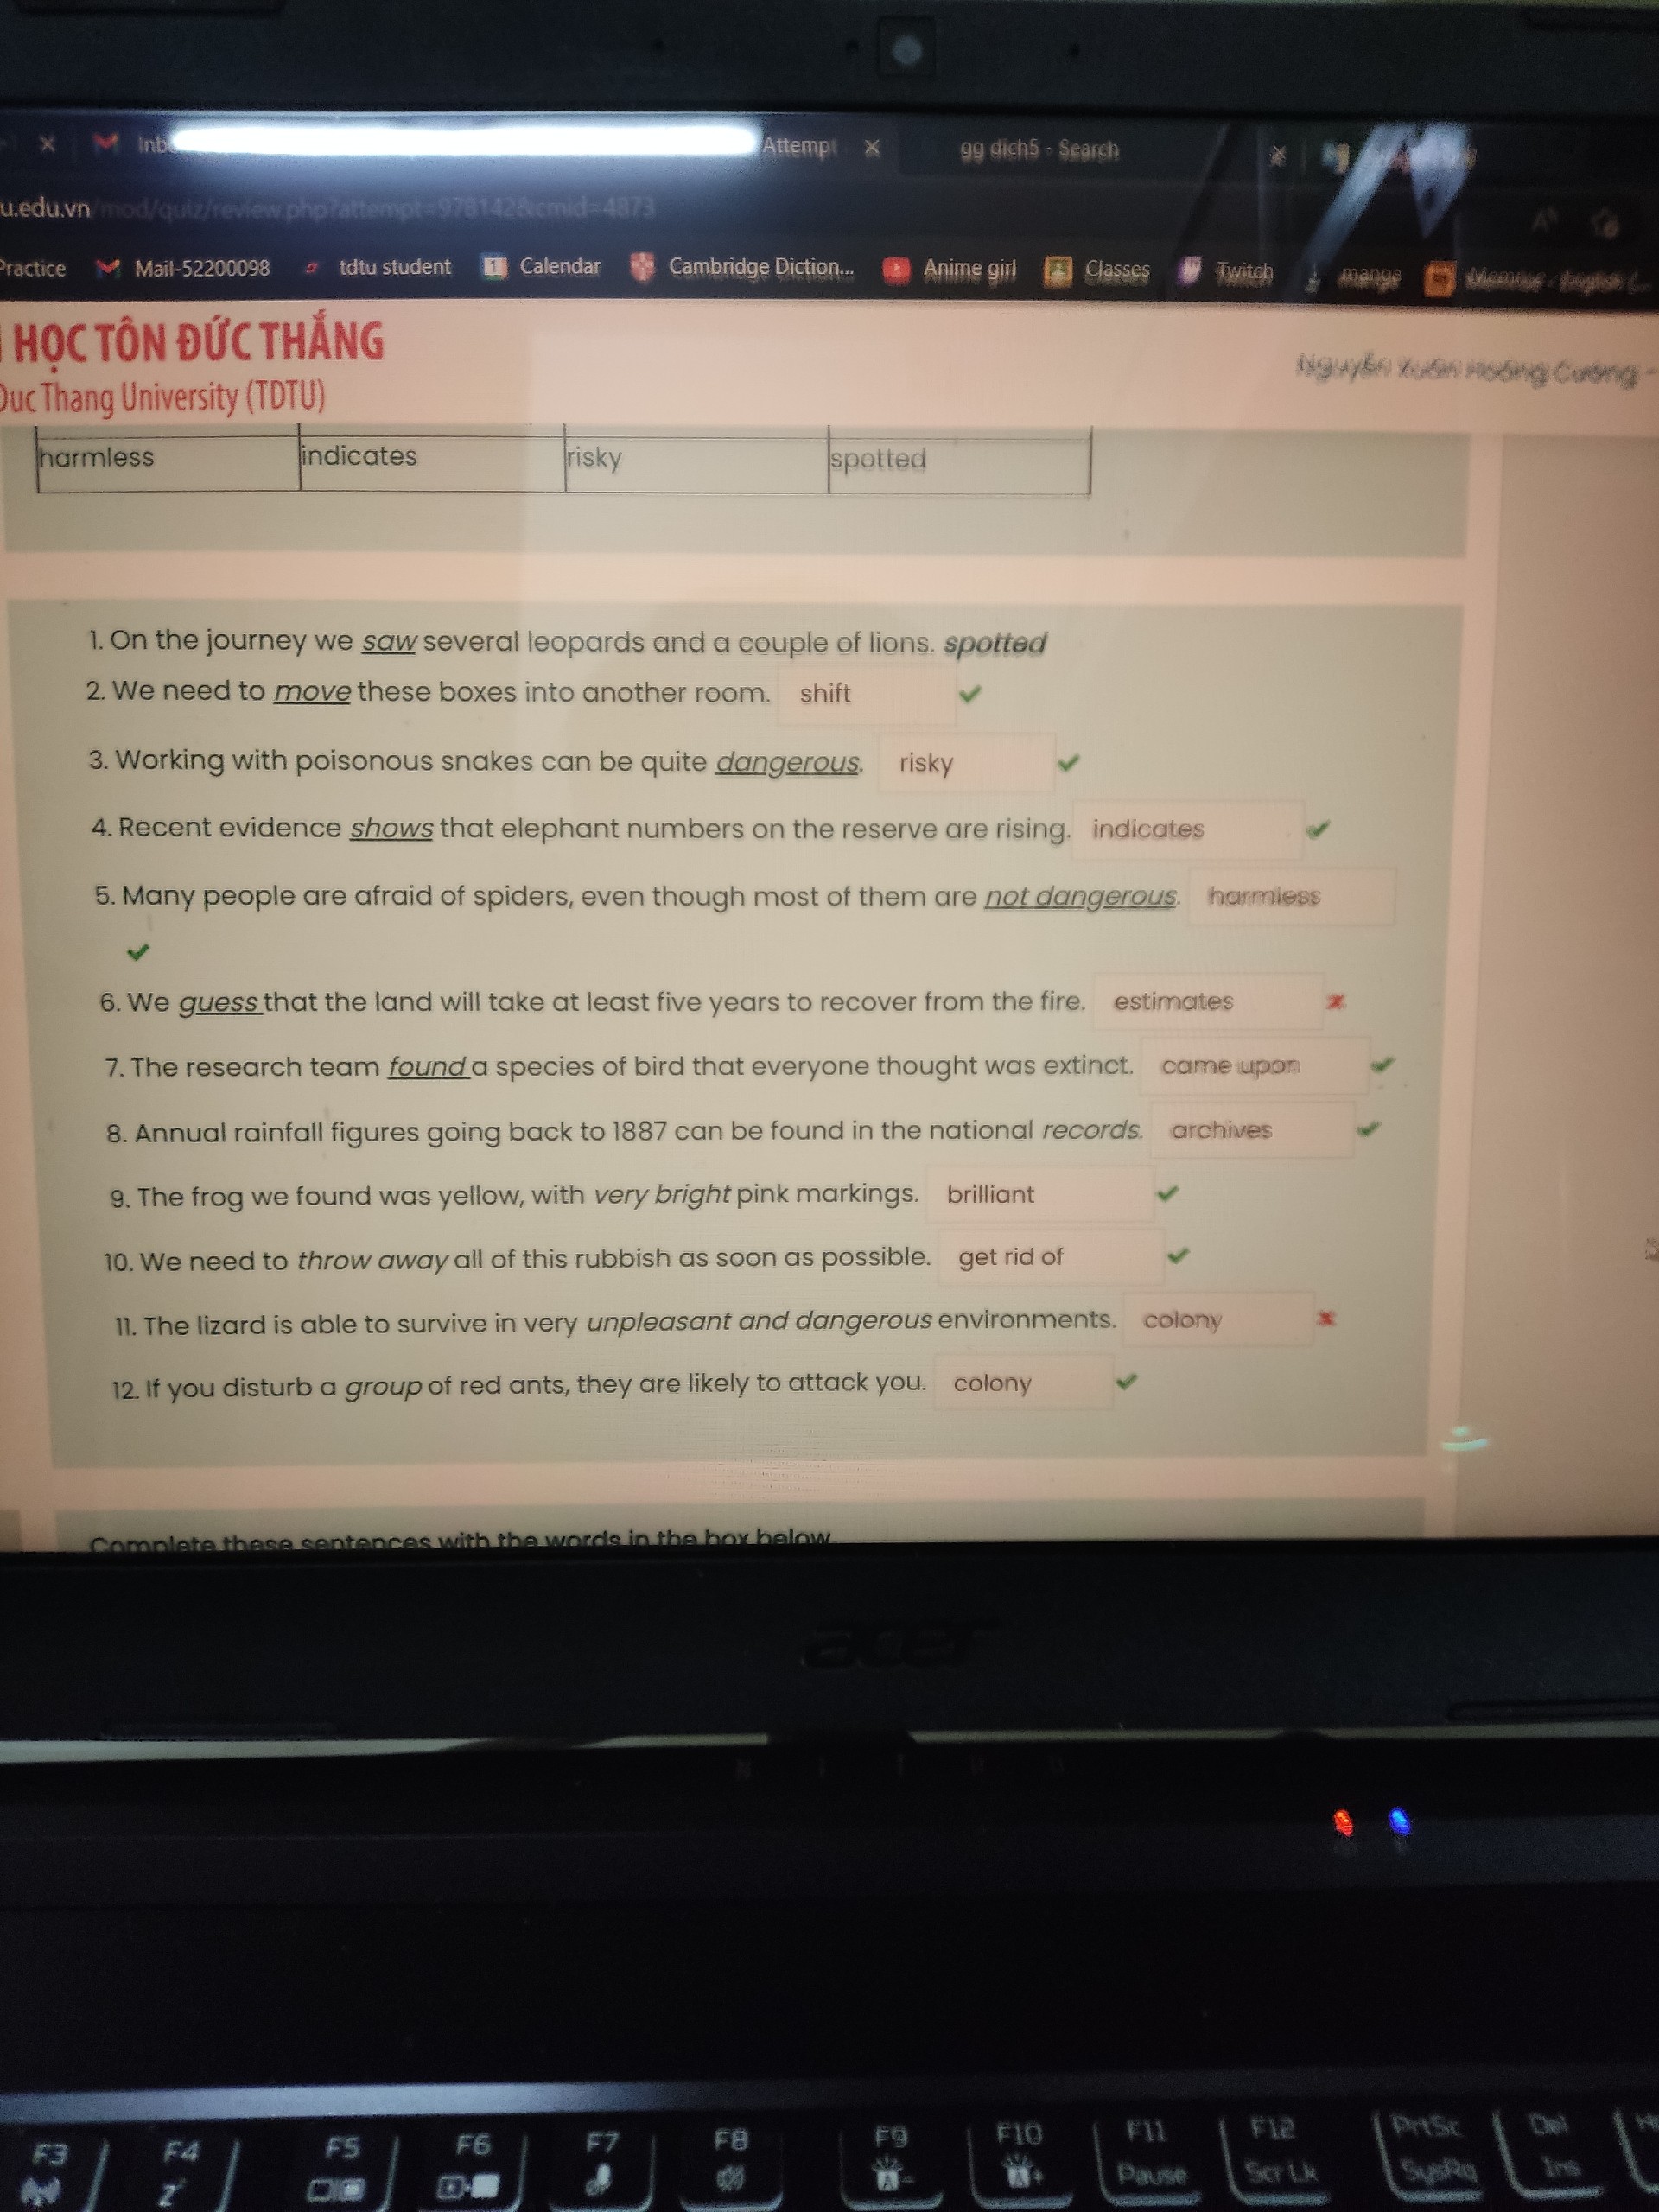 Inb
Attempt
gg dich5 - Search
u.edu.vn/mod/quiz/review.php?attempt=978142&cmid=4873
Practice Mail-52200098 tdtu student Calendar Cambridge Diction... Anime girl Classes Twitch manga Memrise - English
HỌC TÔN ĐỨC THẮNG
Duc Thang University (TDTU)
Nguyễn Xuân Hoàng Cường -
harmless indicates risky spotted
1. On the journey we saw several leopards and a couple of lions. spotted
2. We need to move these boxes into another room. shift
3. Working with poisonous snakes can be quite dangerous. risky
4. Recent evidence shows that elephant numbers on the reserve are rising. indicates
5. Many people are afraid of spiders, even though most of them are not dangerous. harmless
6. We guess that the land will take at least five years to recover from the fire. estimates
7. The research team found a species of bird that everyone thought was extinct. came upon
8. Annual rainfall figures going back to 1887 can be found in the national records. archives
9. The frog we found was yellow, with very bright pink markings. brilliant
10. We need to throw away all of this rubbish as soon as possible. get rid of
11. The lizard is able to survive in very unpleasant and dangerous environments. colony
12. If you disturb a group of red ants, they are likely to attack you. colony
Complete these sentences with the words in the box below
acer
N I T R O
F3 F4 F5 F6 F7 F8 F9 F10 F11 F12 PrtSc Del
z Pause Scr Lk SysRq Ins